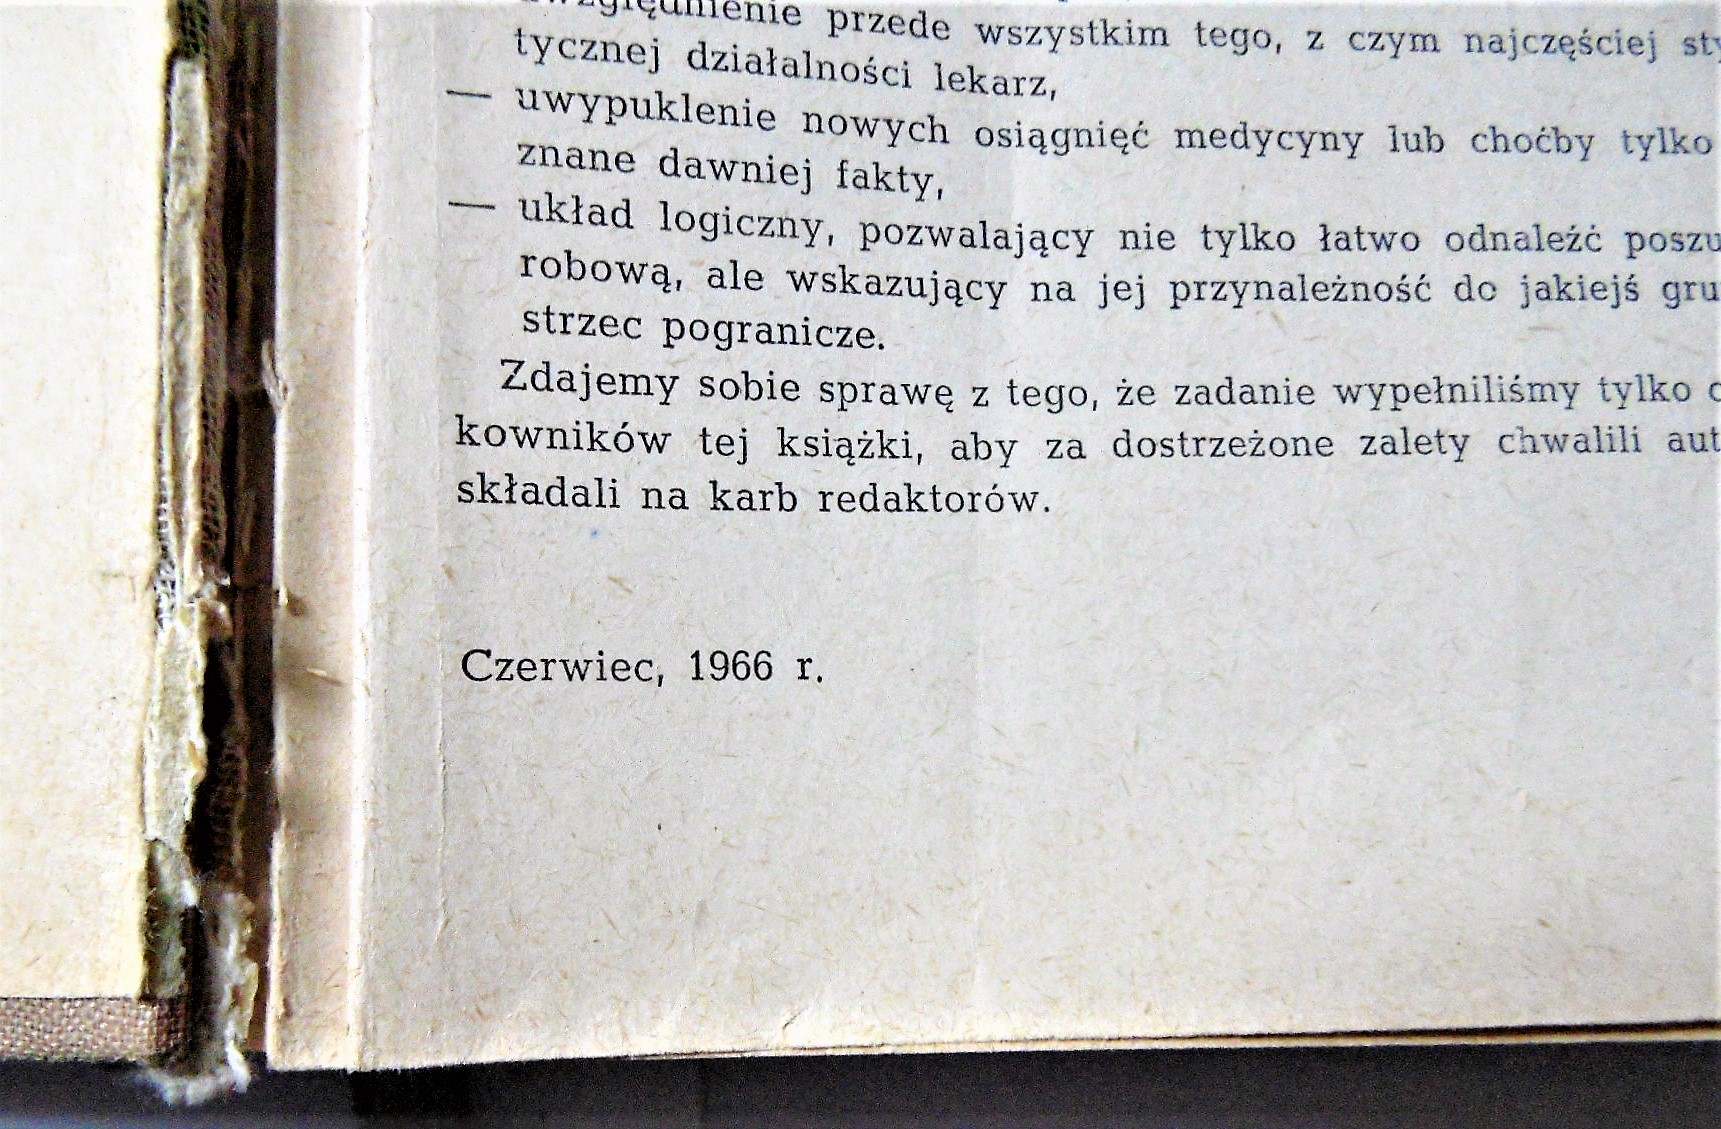 przede wszystkim tego, z czym najczęściej
tycznej działalności lekarz,
— uwypuklenie nowych osiągnięć medycyny lub choćby tylko
znane dawniej fakty,
— układ logiczny, pozwalający nie tylko łatwo odnaleźć poszu
robową, ale wskazujący na jej przynależność do jakiejś gru
strzec pogranicze.
Zdajemy sobie sprawę z tego, że zadanie wypełniliśmy tylko
kowników tej książki, aby za dostrzeżone zalety chwalili aut
składali na karb redaktorów.
Czerwiec, 1966 r.